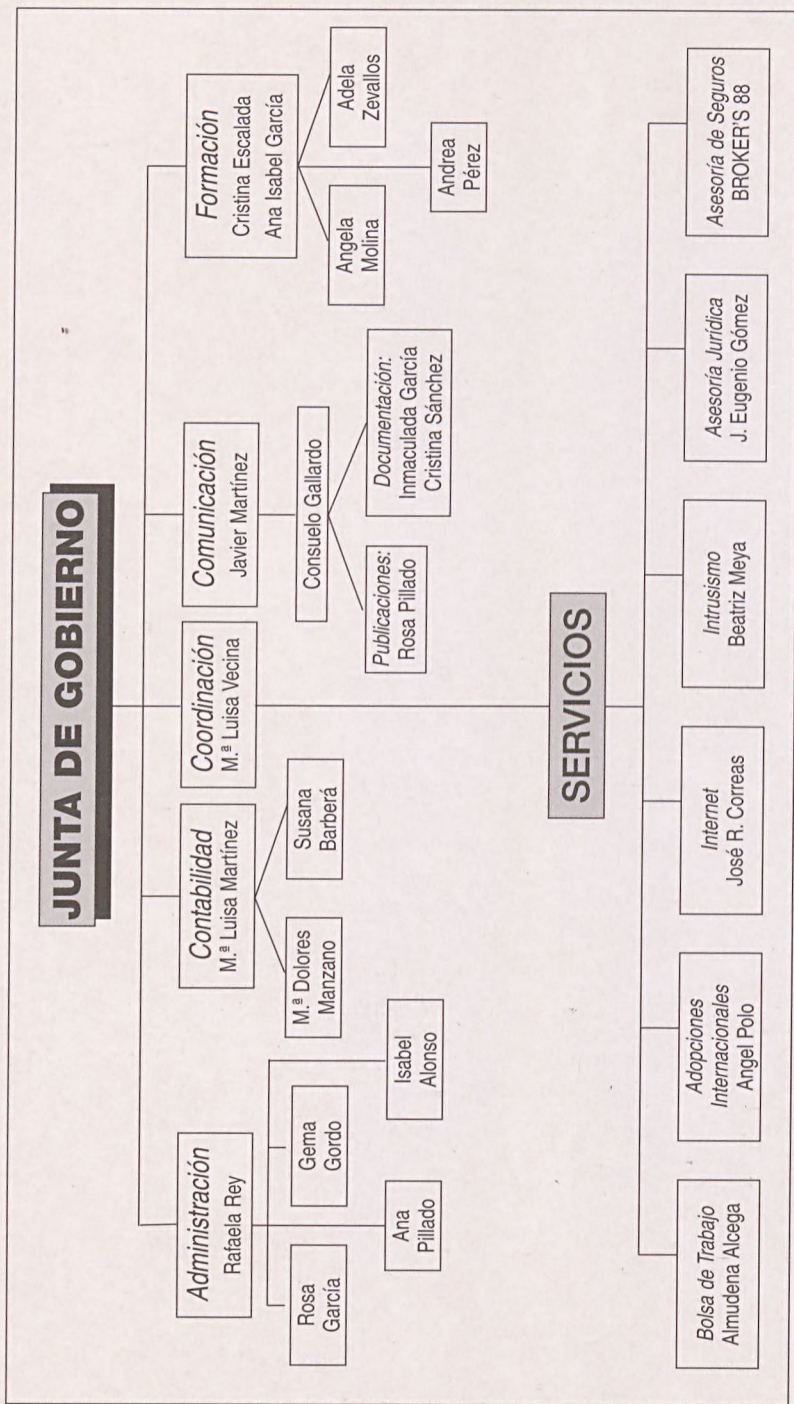 JUNTA DE GOBIERNO
Administración
Rafaela Rey
Rosa
García
Ana
Pillado
Gema
Gordo
Isabel
Alonso
Contabilidad
M.ª Luisa Martínez
M.ª Dolores
Manzano
Susana
Barberá
Coordinación
M.ª Luisa Vecina
Comunicación
Javier Martínez
Consuelo Gallardo
Publicaciones:
Rosa Pillado
Documentación:
Inmaculada García
Cristina Sánchez
Formación
Cristina Escalada
Ana Isabel García
Angela
Molina
Andrea
Pérez
Adela
Zevallos
SERVICIOS
Bolsa de Trabajo
Almudena Alcega
Adopciones
Internacionales
Angel Polo
Internet
José R. Correas
Intrusismo
Beatriz Meya
Asesoría Jurídica
J. Eugenio Gómez
Asesoría de Seguros
BROKER'S 88